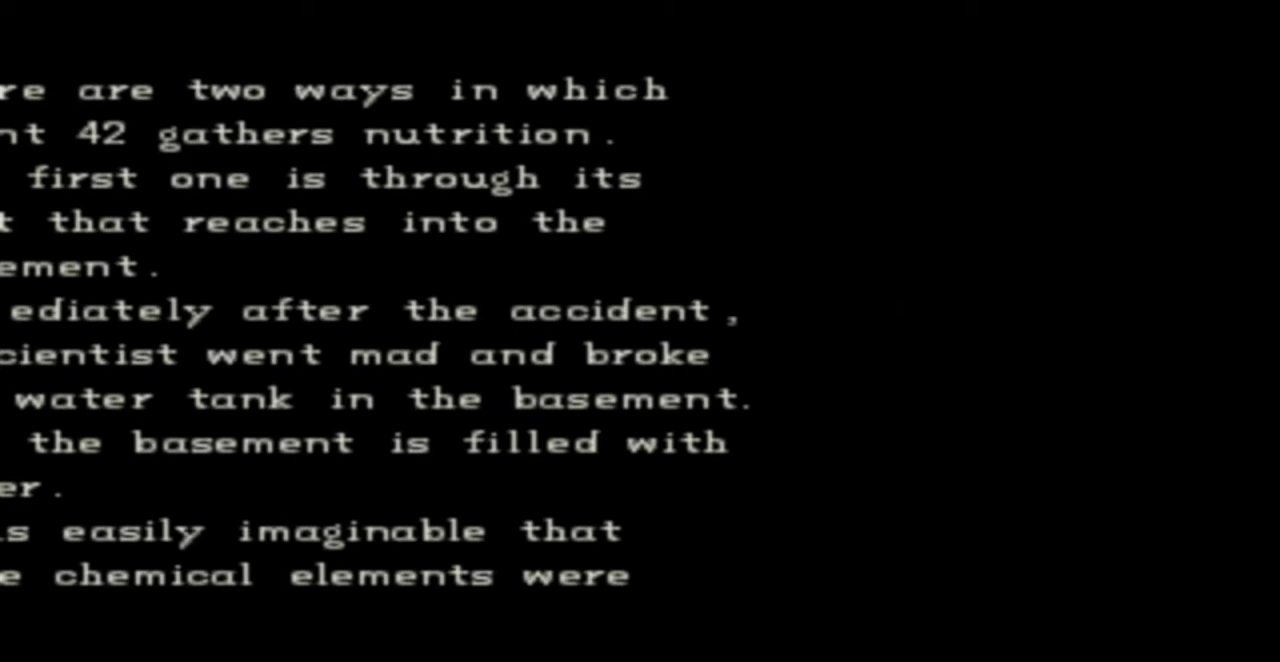 re are two ways in which
nt 42 gathers nutrition.
first one is through its
t that reaches into the
ement.
ediately after the accident,
cientist went mad and broke
water tank in the basement.
the basement is filled with
er.
s easily imaginable that
e chemical elements were